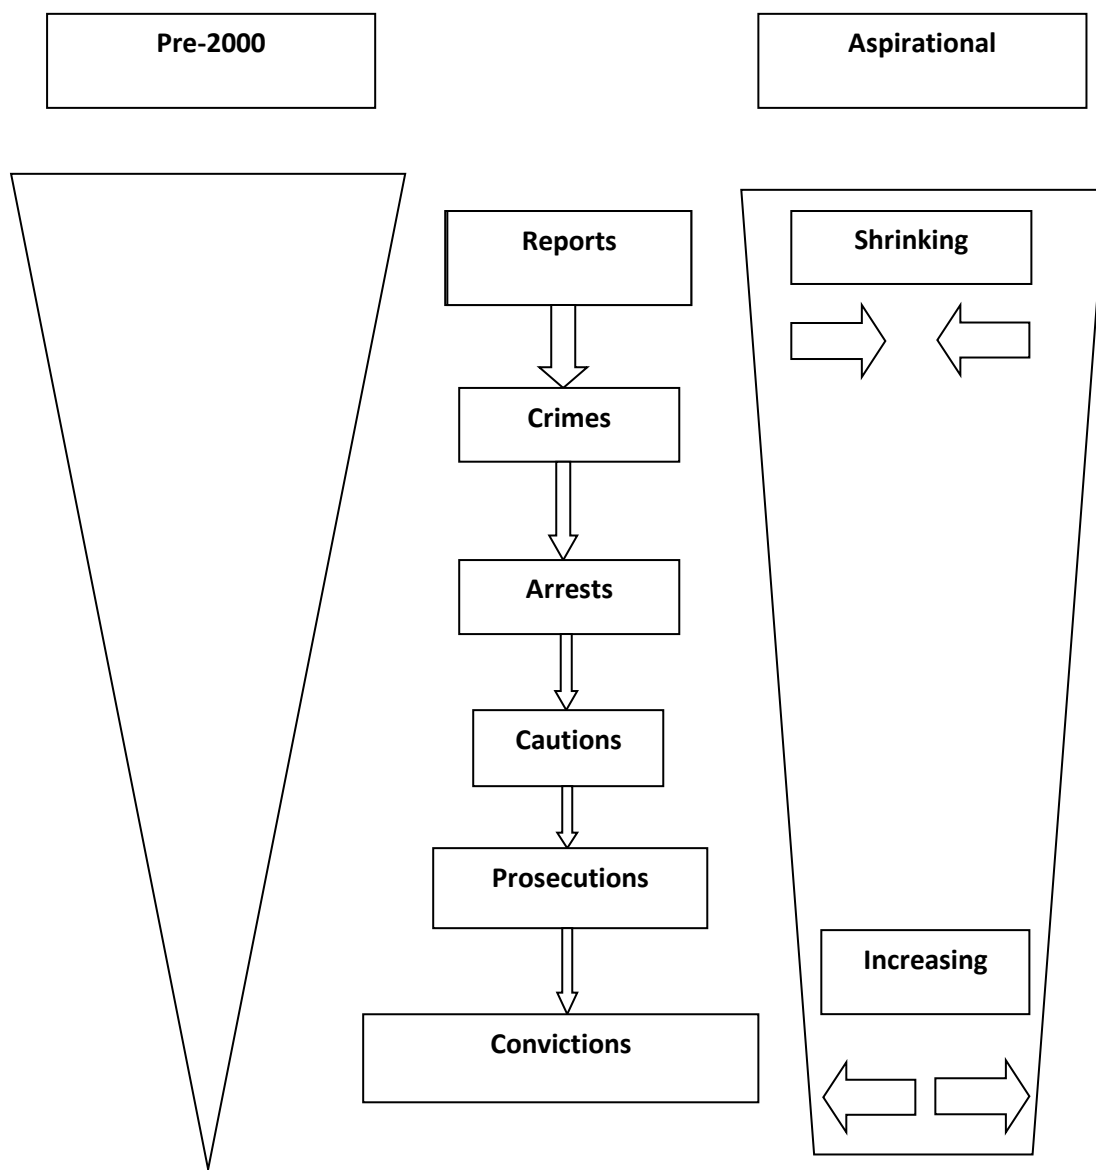 Pre-2000
Aspirational
Reports
Shrinking
Crimes
Arrests
Cautions
Prosecutions
Increasing
Convictions